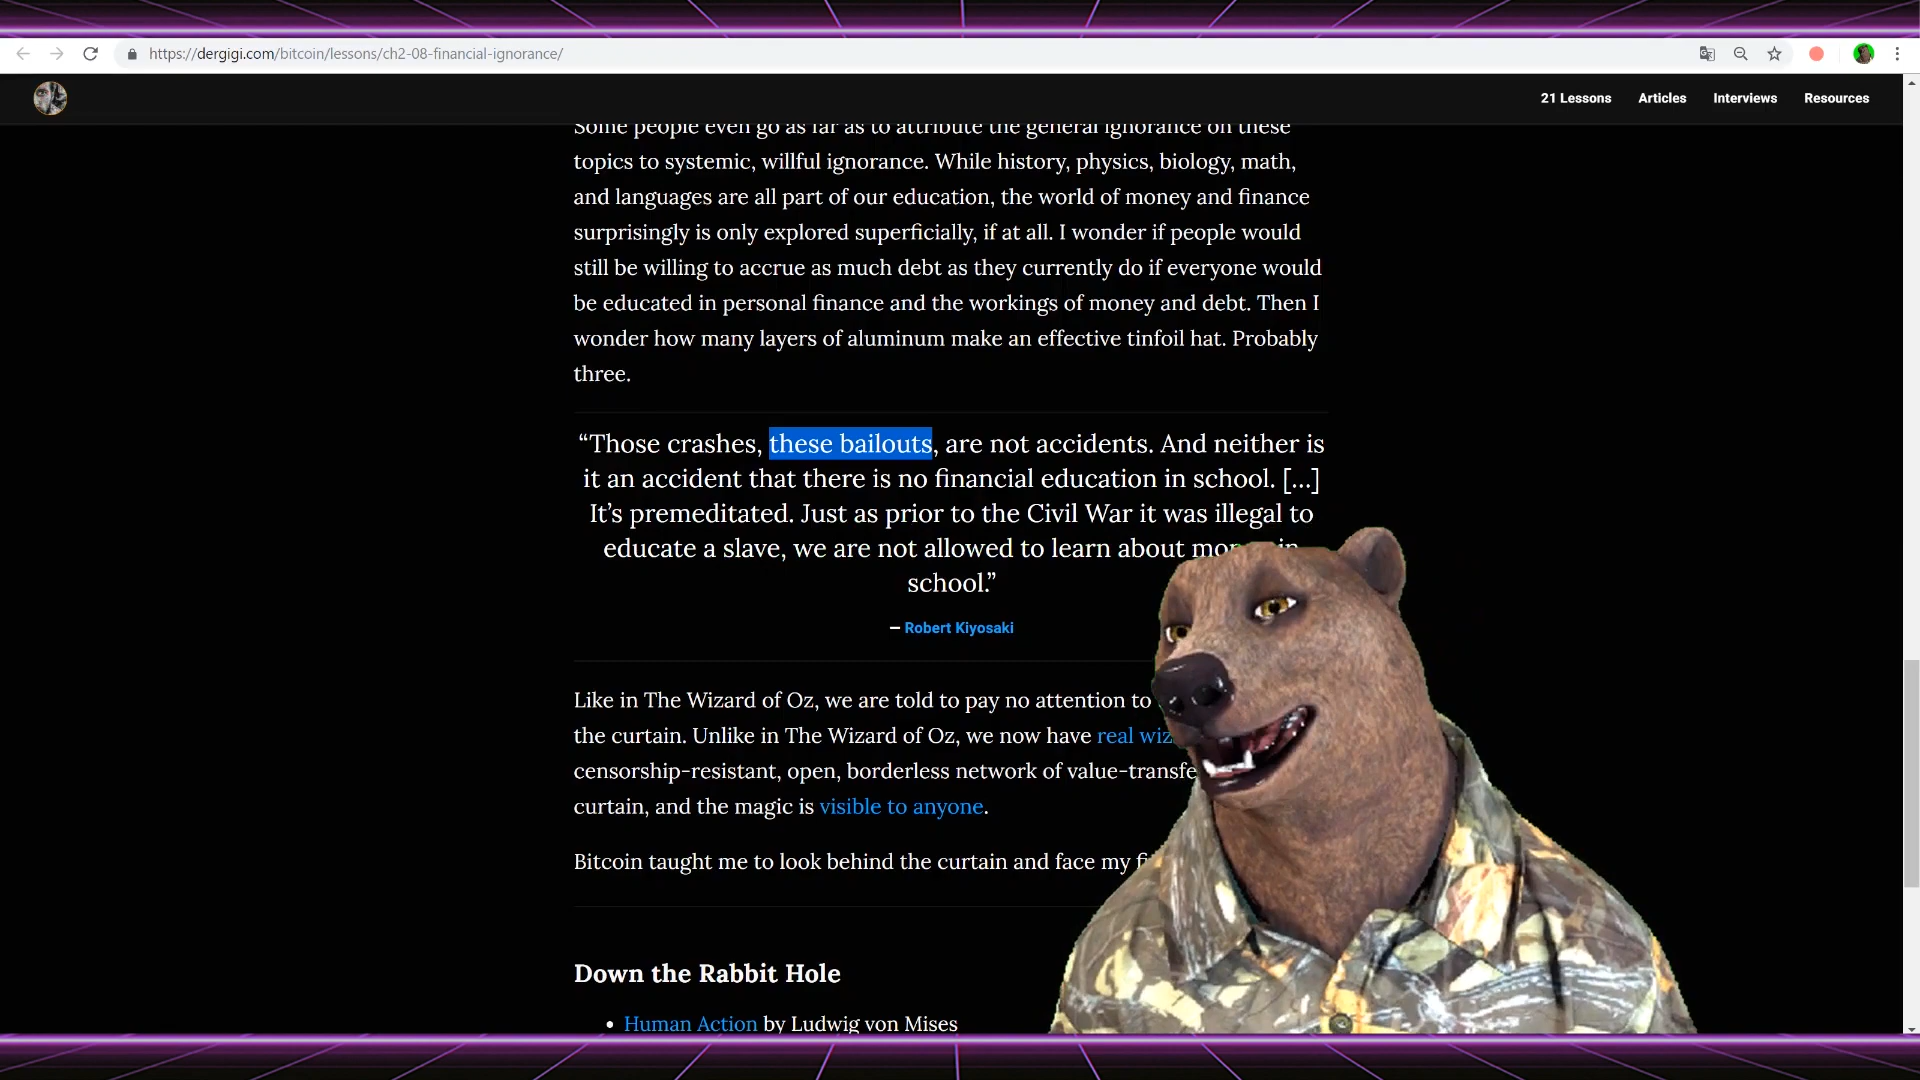 https://dergigi.com/bitcoin/lessons/ch2-08-financial-ignorance/
21 Lessons Articles Interviews Resources
Some people even go as far as to attribute the general ignorance on these
topics to systemic, willful ignorance. While history, physics, biology, math,
and languages are all part of our education, the world of money and finance
surprisingly is only explored superficially, if at all. I wonder if people would
still be willing to accrue as much debt as they currently do if everyone would
be educated in personal finance and the workings of money and debt. Then I
wonder how many layers of aluminum make an effective tinfoil hat. Probably
three.
“Those crashes, these bailouts, are not accidents. And neither is
it an accident that there is no financial education in school. […]
It’s premeditated. Just as prior to the Civil War it was illegal to
educate a slave, we are not allowed to learn about money in
school.”
— Robert Kiyosaki
Like in The Wizard of Oz, we are told to pay no attention to
the curtain. Unlike in The Wizard of Oz, we now have real wiz
censorship-resistant, open, borderless network of value-transfe
curtain, and the magic is visible to anyone.
Bitcoin taught me to look behind the curtain and face my fi
Down the Rabbit Hole
• Human Action by Ludwig von Mises